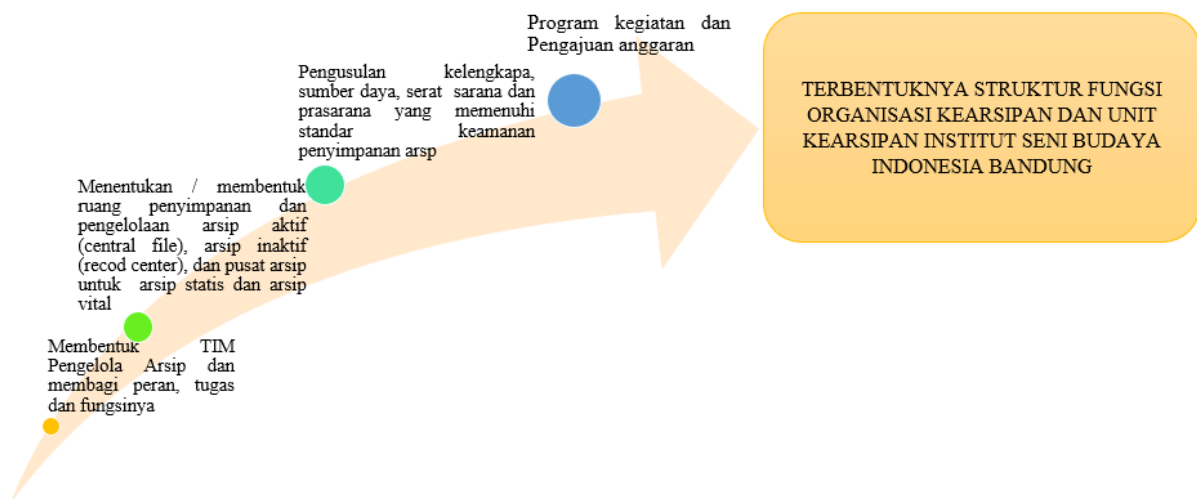 Program kegiatan dan
Pengajuan anggaran
Pengusulan kelengkapa,
sumber daya, serat sarana dan
prasarana yang memenuhi
standar keamanan
penyimpanan arsp
Menentukan / membentuk
ruang penyimpanan dan
pengelolaan arsip aktif
(central file), arsip inaktif
(recod center), dan pusat arsip
untuk arsip statis dan arsip
vital
Membentuk TIM
Pengelola Arsip dan
membagi peran, tugas
dan fungsinya
TERBENTUKNYA STRUKTUR FUNGSI
ORGANISASI KEARSIPAN DAN UNIT
KEARSIPAN INSTITUT SENI BUDAYA
INDONESIA BANDUNG